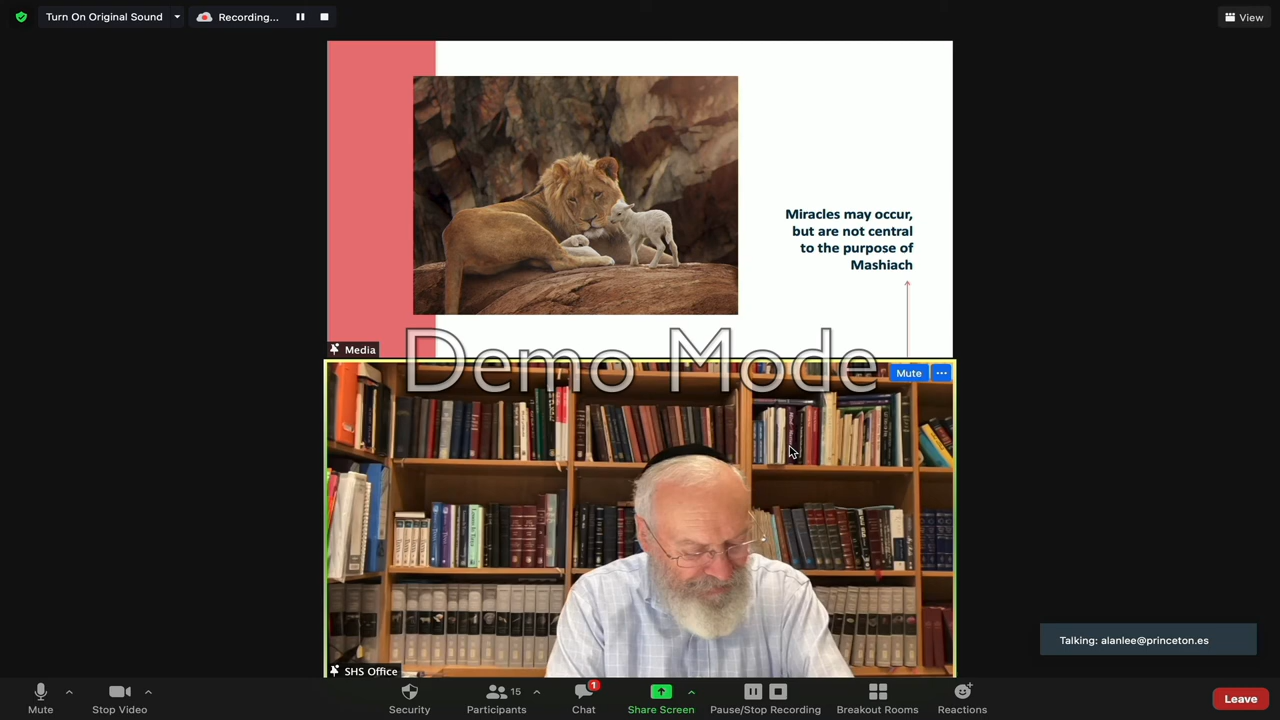 Turn On Original Sound
Recording...
View
Miracles may occur,
but are not central
to the purpose of
Mashiach
Media
Demo Mode
Mute
SHS Office
Talking: alanlee@princeton.es
Mute
Stop Video
Security
15
Participants
1
Chat
Share Screen
Pause/Stop Recording
Breakout Rooms
Reactions
Leave